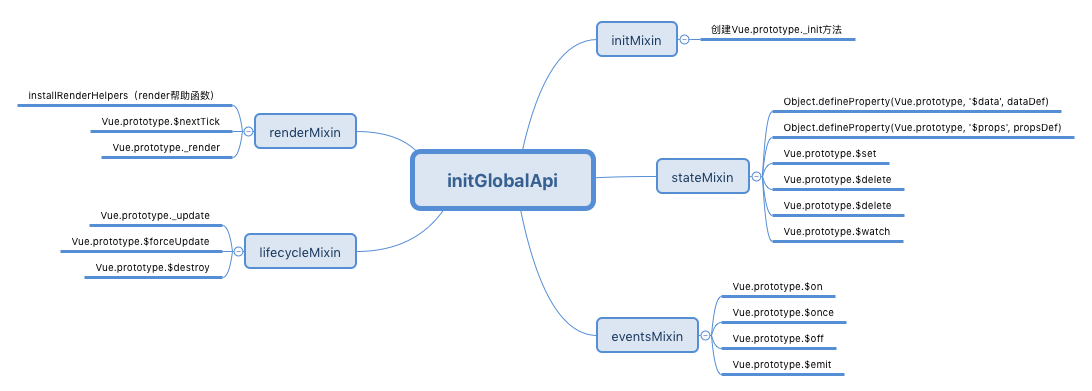 initGlobalApi
initMixin
创建Vue.prototype._init方法
stateMixin
Object.defineProperty(Vue.prototype, '$data', dataDef)
Object.defineProperty(Vue.prototype, '$props', propsDef)
Vue.prototype.$set
Vue.prototype.$delete
Vue.prototype.$delete
Vue.prototype.$watch
eventsMixin
Vue.prototype.$on
Vue.prototype.$once
Vue.prototype.$off
Vue.prototype.$emit
renderMixin
installRenderHelpers（render帮助函数）
Vue.prototype.$nextTick
Vue.prototype._render
lifecycleMixin
Vue.prototype._update
Vue.prototype.$forceUpdate
Vue.prototype.$destroy